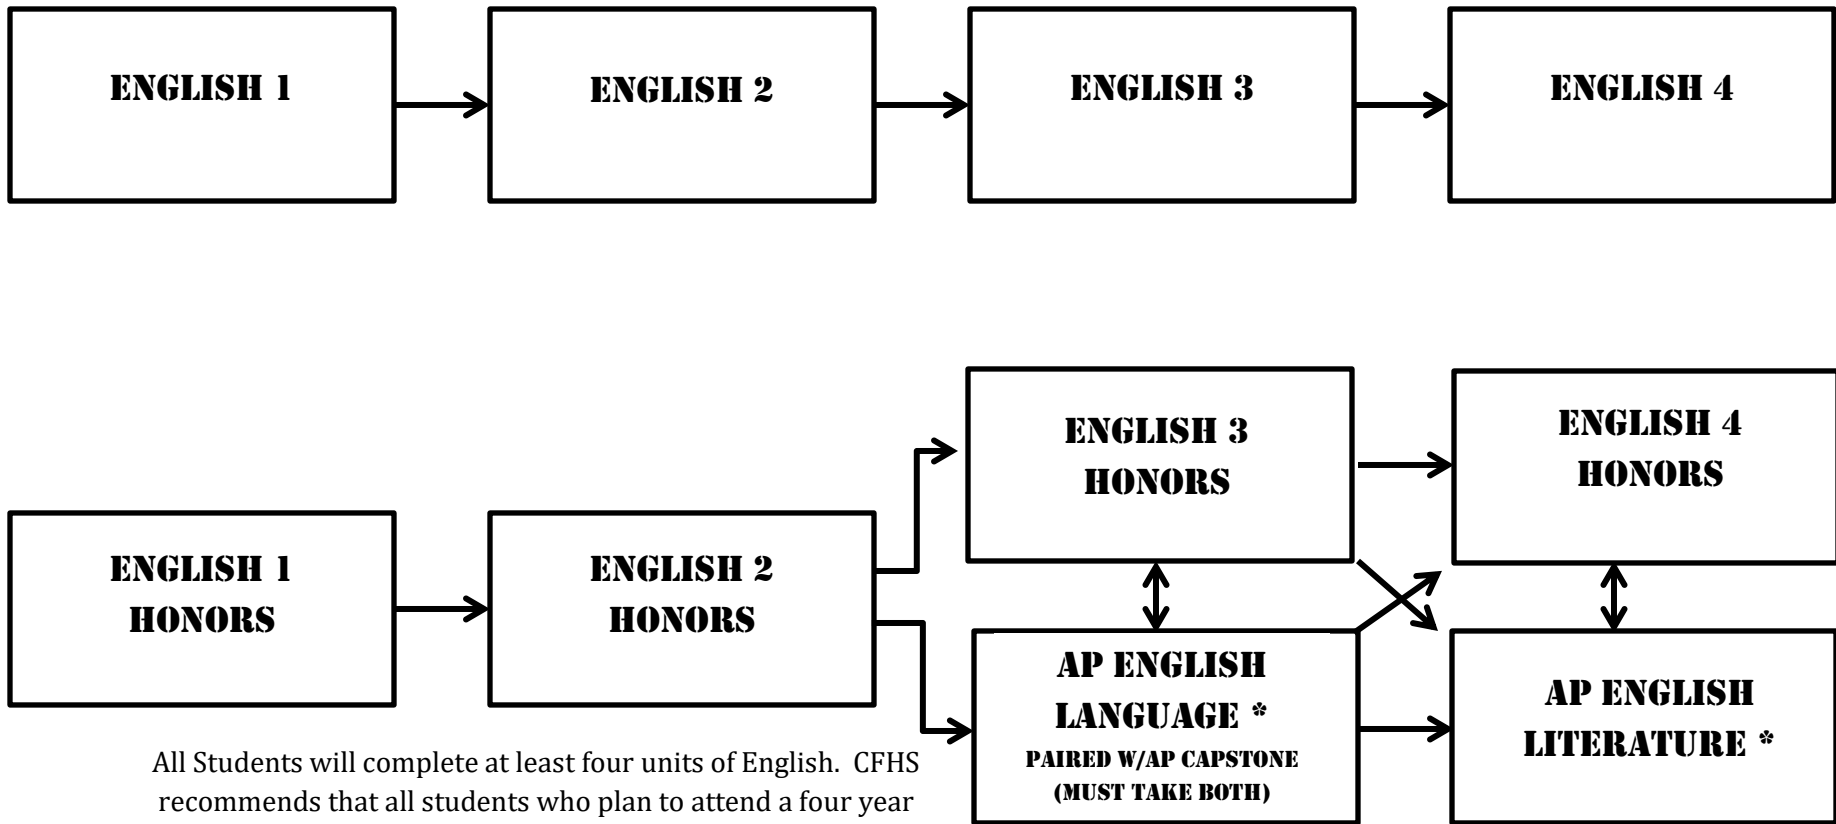 ENGLISH 1
ENGLISH 2
ENGLISH 3
ENGLISH 4
ENGLISH 3
HONORS
ENGLISH 4
HONORS
ENGLISH 1
HONORS
ENGLISH 2
HONORS
AP ENGLISH
LANGUAGE *
PAIRED W/AP CAPSTONE
(MUST TAKE BOTH)
AP ENGLISH
LITERATURE *
All Students will complete at least four units of English. CFHS
recommends that all students who plan to attend a four year